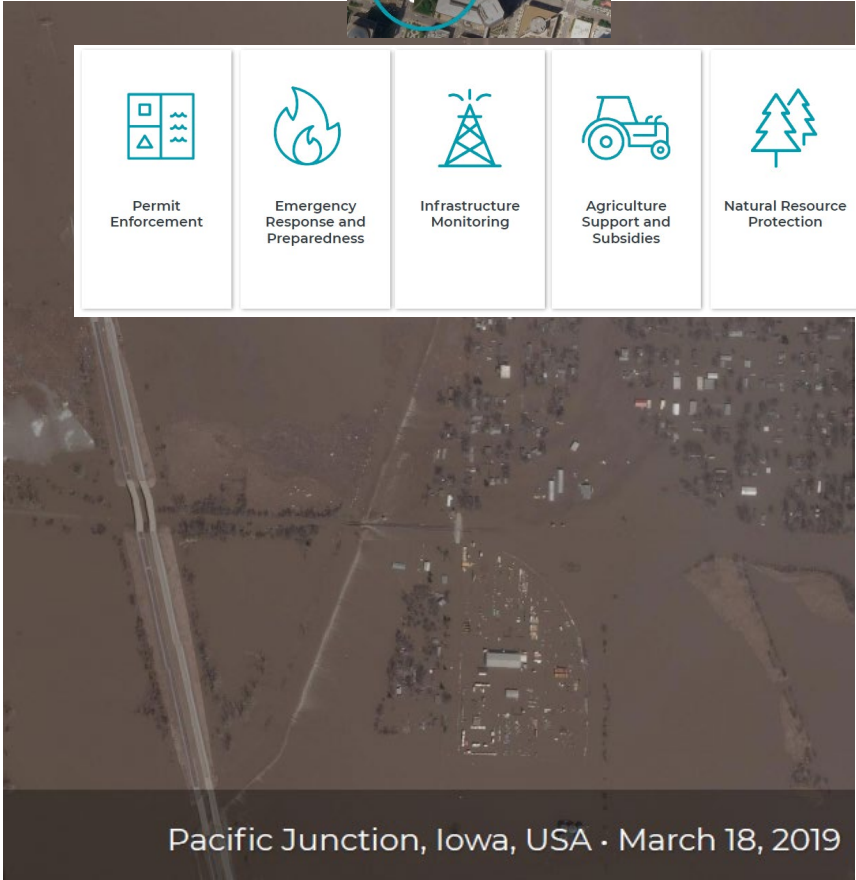 Permit
Enforcement
Emergency
Response and
Preparedness
Infrastructure
Monitoring
Agriculture
Support and
Subsidies
Natural Resource
Protection
Pacific Junction, Iowa, USA · March 18, 2019